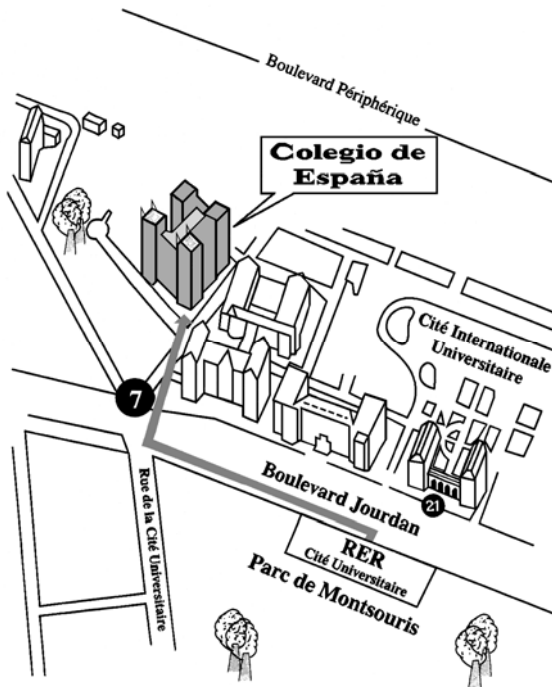 Boulevard Périphérique
Colegio de
España
Cité Internationale
Universitaire
7
21
Boulevard Jourdan
Rue de la Cité Universitaire
RER
Cité Universitaire
Parc de Montsouris